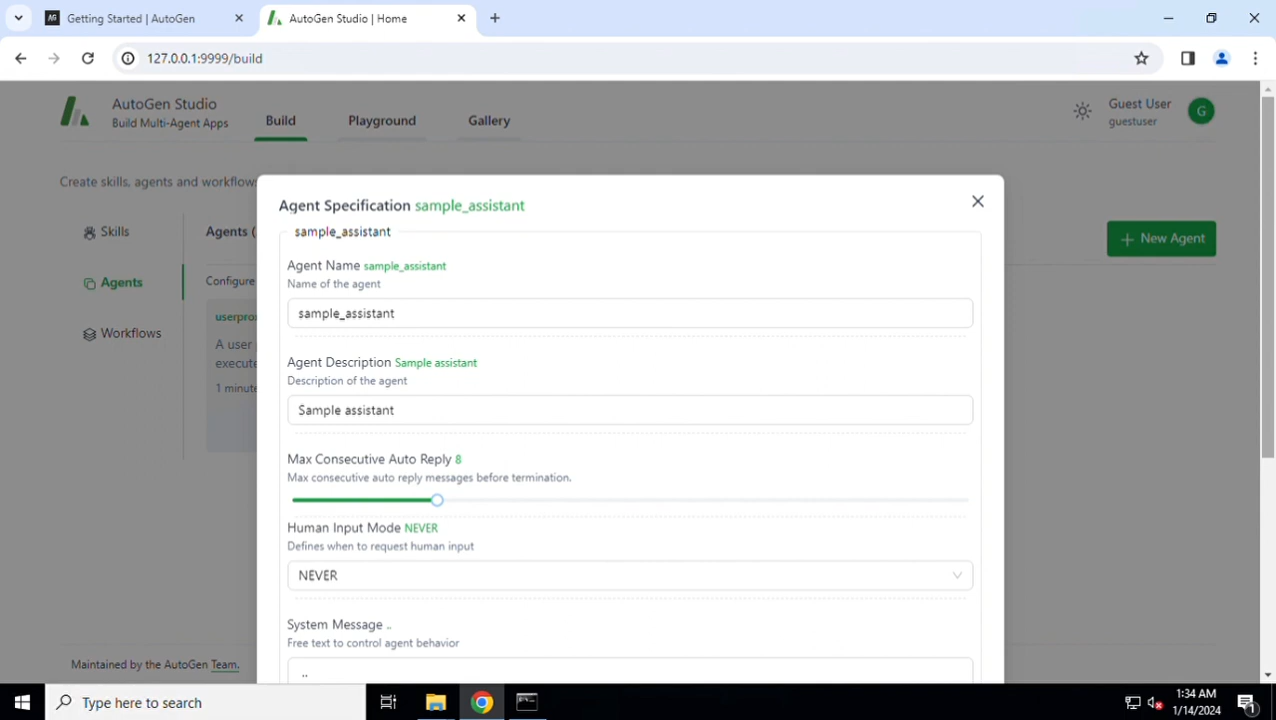 Getting Started | AutoGen
AutoGen Studio | Home
127.0.0.1:9999/build
AutoGen Studio
Build Multi-Agent Apps
Build
Playground
Gallery
Guest User
guestuser
G
Create skills, agents and workflow
Skills
Agents
Workflows
Agents (
Configure
New Agent
userprox
A user
execute
1 minute
Agent Specification sample_assistant
sample_assistant
Agent Name sample_assistant
Name of the agent
sample_assistant
Agent Description Sample assistant
Description of the agent
Sample assistant
Max Consecutive Auto Reply 8
Max consecutive auto reply messages before termination.
Human Input Mode NEVER
Defines when to request human input
NEVER
System Message ..
Free text to control agent behavior
..
Maintained by the AutoGen Team.
Type here to search
1:34 AM
1/14/2024
1